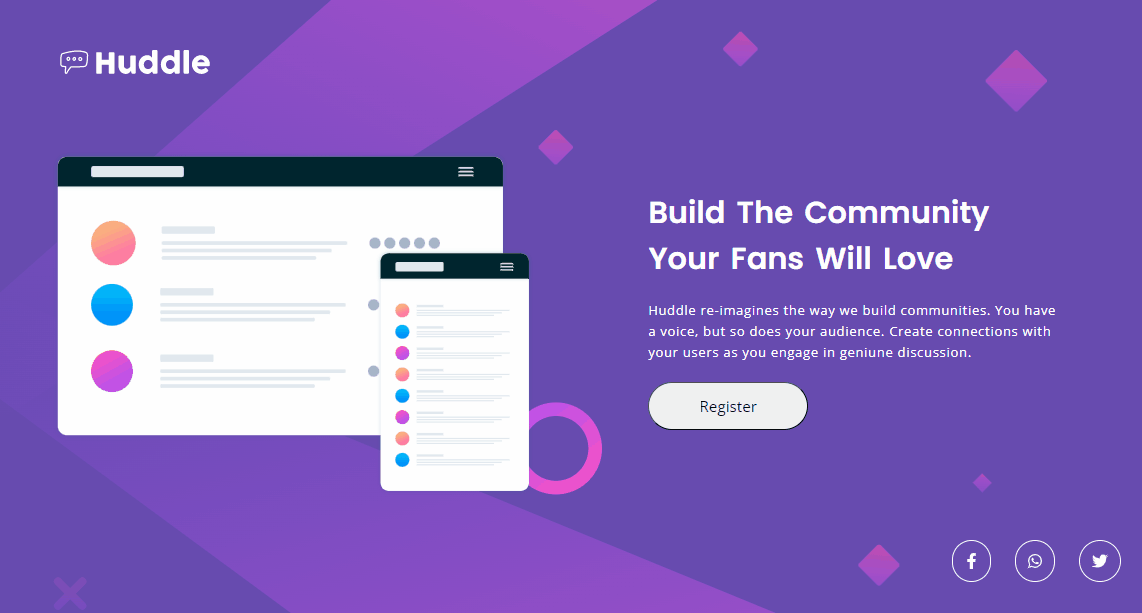 Huddle
Build The Community
Your Fans Will Love
Huddle re-imagines the way we build communities. You have
a voice, but so does your audience. Create connections with
your users as you engage in geniune discussion.
Register